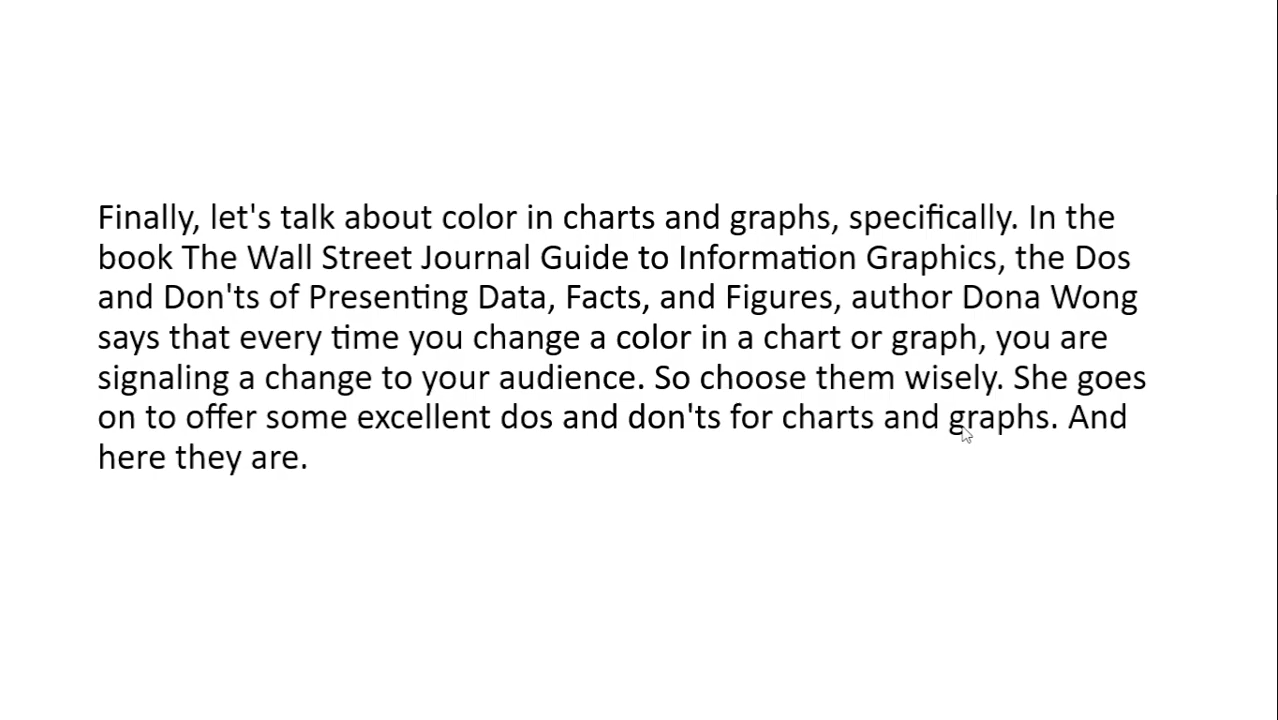 Finally, let's talk about color in charts and graphs, specifically. In the
book The Wall Street Journal Guide to Information Graphics, the Dos
and Don'ts of Presenting Data, Facts, and Figures, author Dona Wong
says that every time you change a color in a chart or graph, you are
signaling a change to your audience. So choose them wisely. She goes
on to offer some excellent dos and don'ts for charts and graphs. And
here they are.